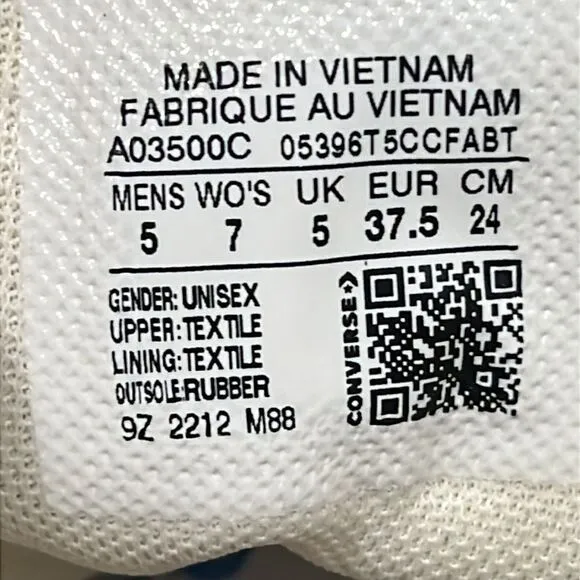 MADE IN VIETNAM
FABRIQUE AU VIETNAM
A03500C 05396T5CCFABT
MENS WO'S UK EUR CM
5 7 5 37.5 24
GENDER: UNISEX
UPPER: TEXTILE
LINING: TEXTILE
OUTSOLE:RUBBER
9Z 2212 M88
CONVERSE